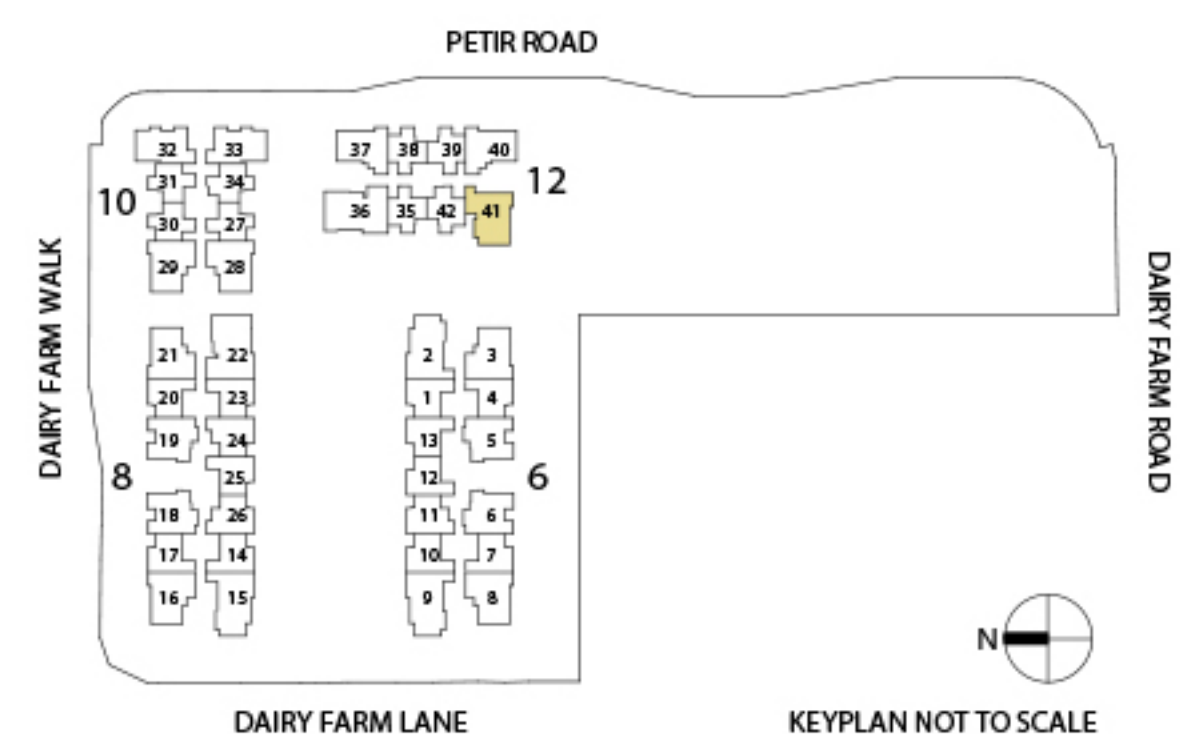 PETIR ROAD
32 33 37 38 39 40
31 34 12
10 36 35 42 41
30 27
29 28
DAIRY FARM WALK
DAIRY FARM ROAD
21 22 2 3
20 23 1 4
19 24 13 5
8 25 12 6
18 26 11 6
17 14 10 7
16 15 9 8
N
DAIRY FARM LANE
KEYPLAN NOT TO SCALE